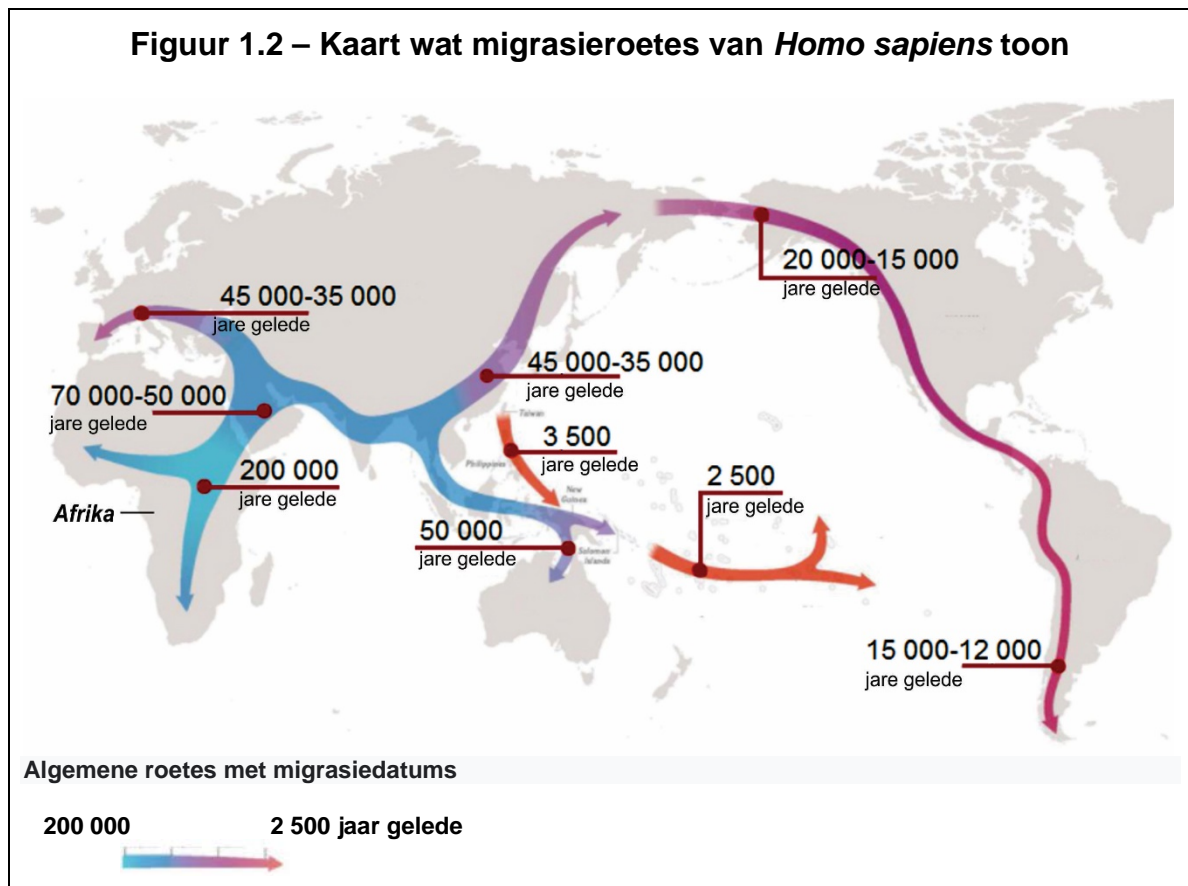 Figuur 1.2 – Kaart wat migrasieroetes van Homo sapiens toon
20 000-15 000
jare gelede
45 000-35 000
jare gelede
45 000-35 000
jare gelede
70 000-50 000
jare gelede
Taiwan
3 500
jare gelede
Philippines
200 000
jare gelede
2 500
jare gelede
New
Guinea
Afrika
50 000
jare gelede
Solomon
Islands
15 000-12 000
jare gelede
Algemene roetes met migrasiedatums
200 000
2 500 jaar gelede